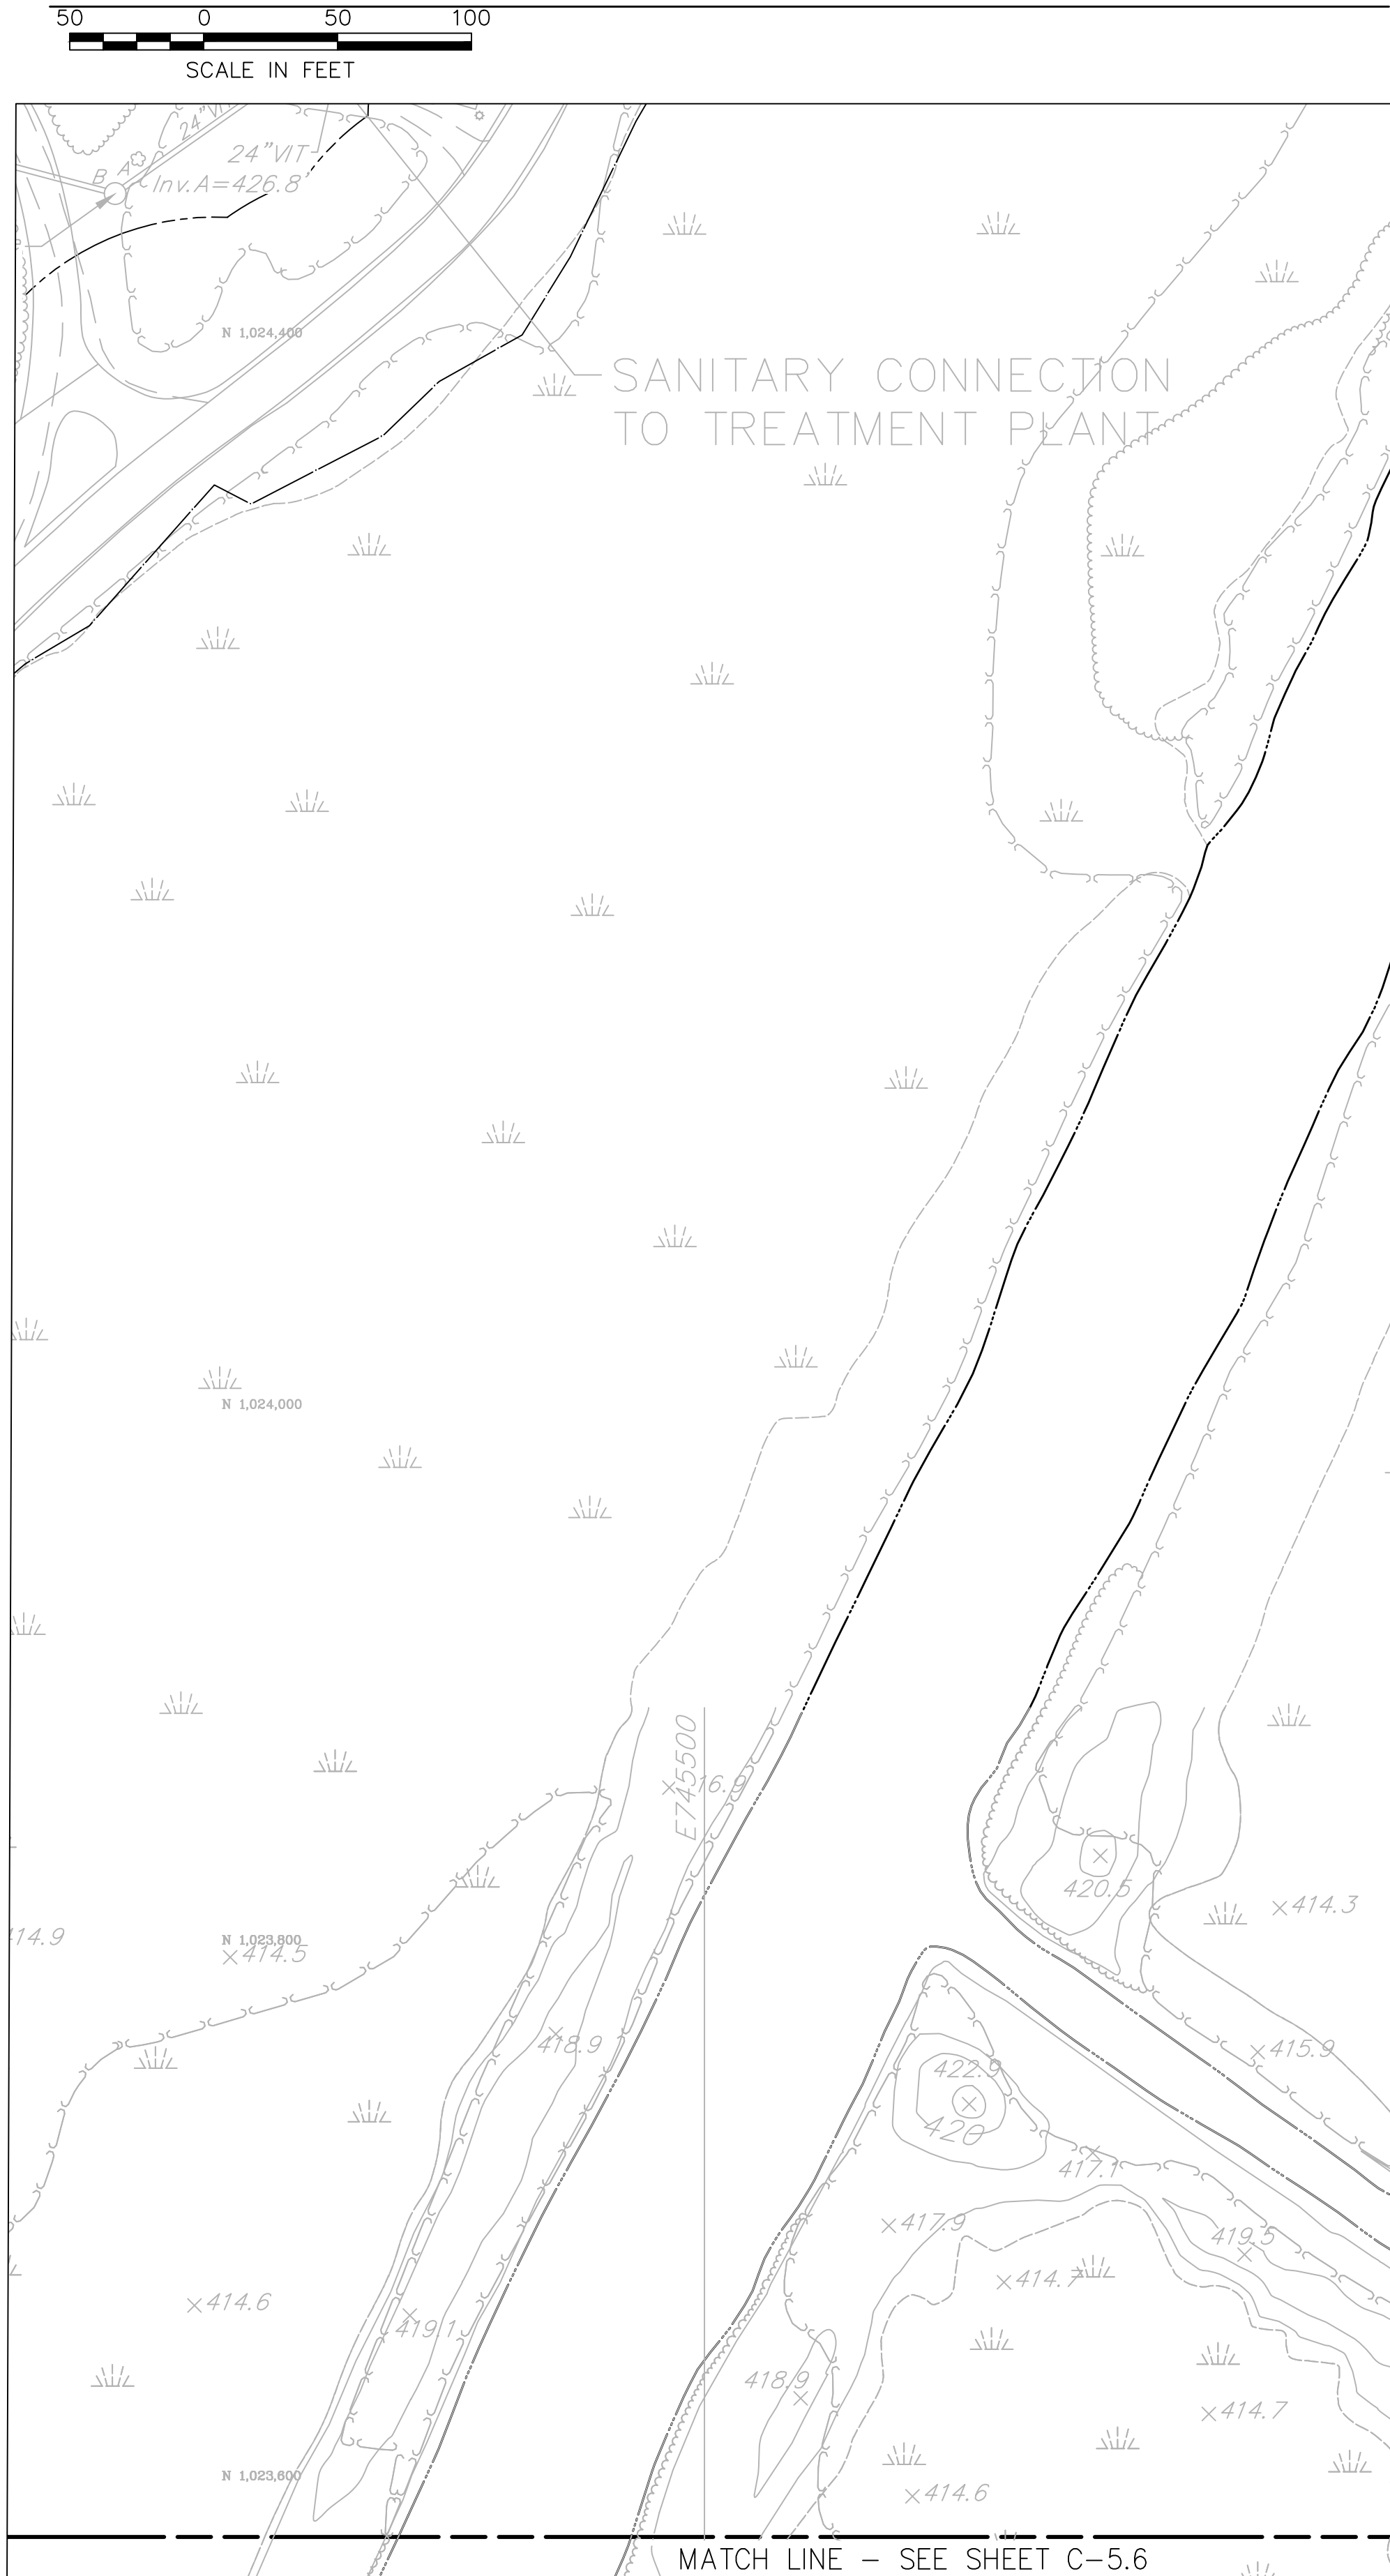 50 0 50 100
SCALE IN FEET
24"VIT
B A
24"VIT
Inv.A=426.8'
N 1,024,400
SANITARY CONNECTION
TO TREATMENT PLANT
N 1,024,000
E745500
16.9
420.5
414.3
414.9
N 1,023,800
414.5
418.9
415.9
422.9
420
417.1
417.9
419.5
414.7
414.6
419.1
418.9
414.7
N 1,023,600
414.6
MATCH LINE – SEE SHEET C–5.6